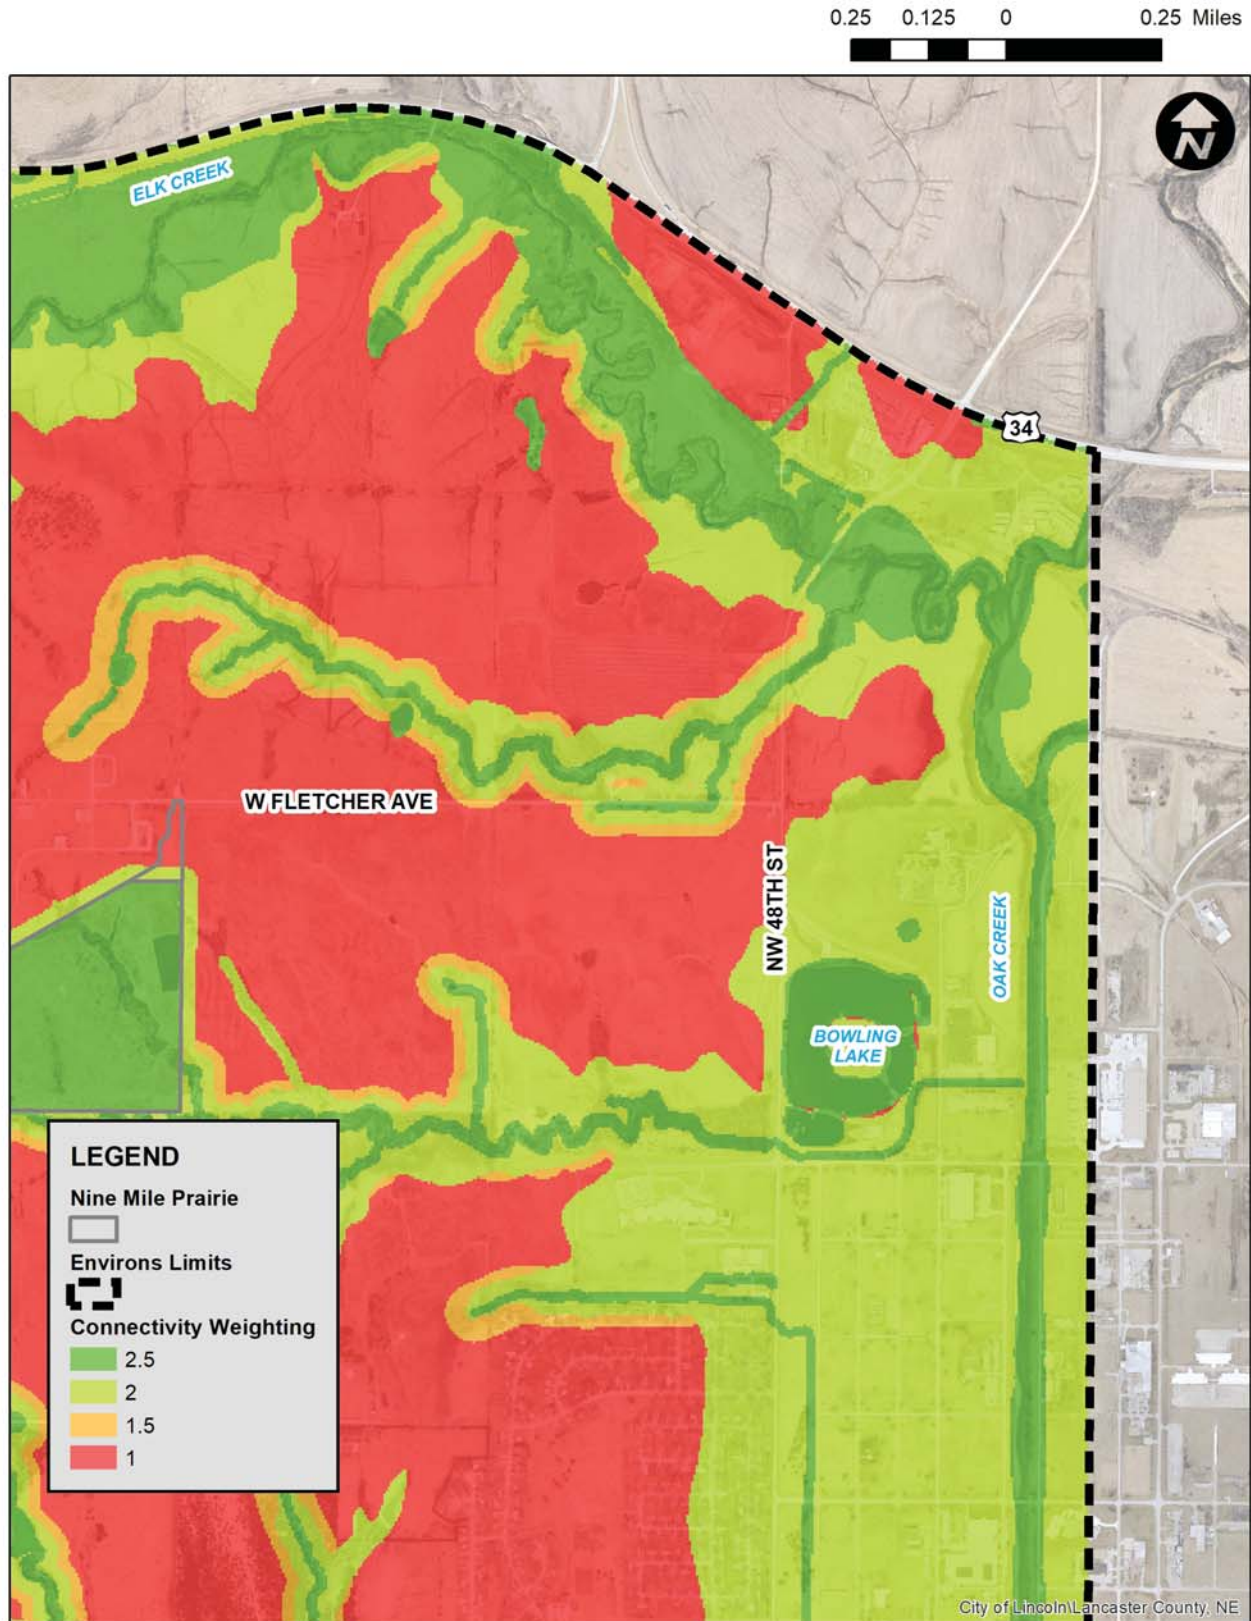 0.25 0.125 0 0.25 Miles
N
ELK CREEK
34
W FLETCHER AVE
NW 48TH ST
OAK CREEK
BOWLING
LAKE
LEGEND
Nine Mile Prairie
Environs Limits
Connectivity Weighting
2.5
2
1.5
1
City of Lincoln\Lancaster County, NE